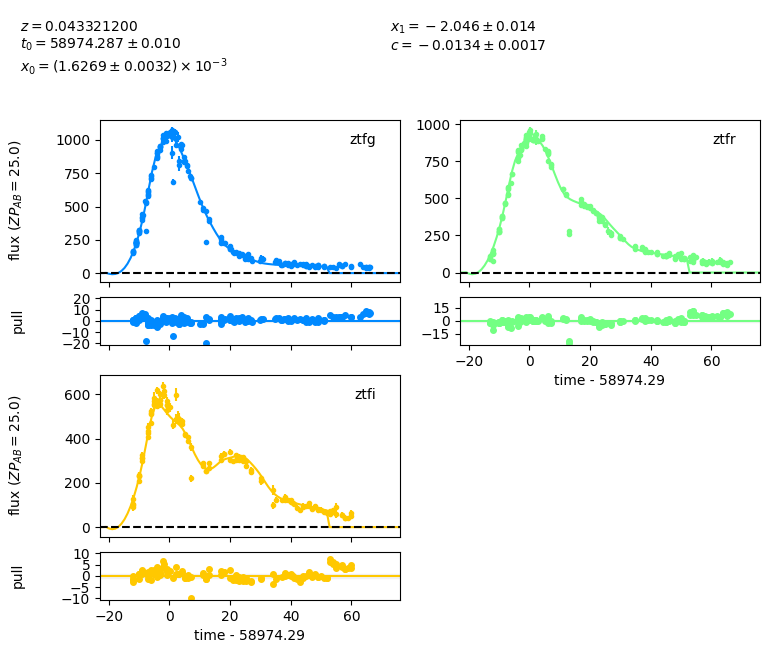 z = 0.043321200
t₀ = 58974.287 ± 0.010
x₀ = (1.6269 ± 0.0032) × 10⁻³
x₁ = −2.046 ± 0.014
c = −0.0134 ± 0.0017
ztfg
flux (ZP_AB = 25.0)
1000
750
500
250
0
ztfr
1000
750
500
250
0
pull
20
10
0
−10
−20
15
0
−15
−20 0 20 40 60
time - 58974.29
ztfi
flux (ZP_AB = 25.0)
600
400
200
0
pull
10
5
0
−5
−10
−20 0 20 40 60
time - 58974.29